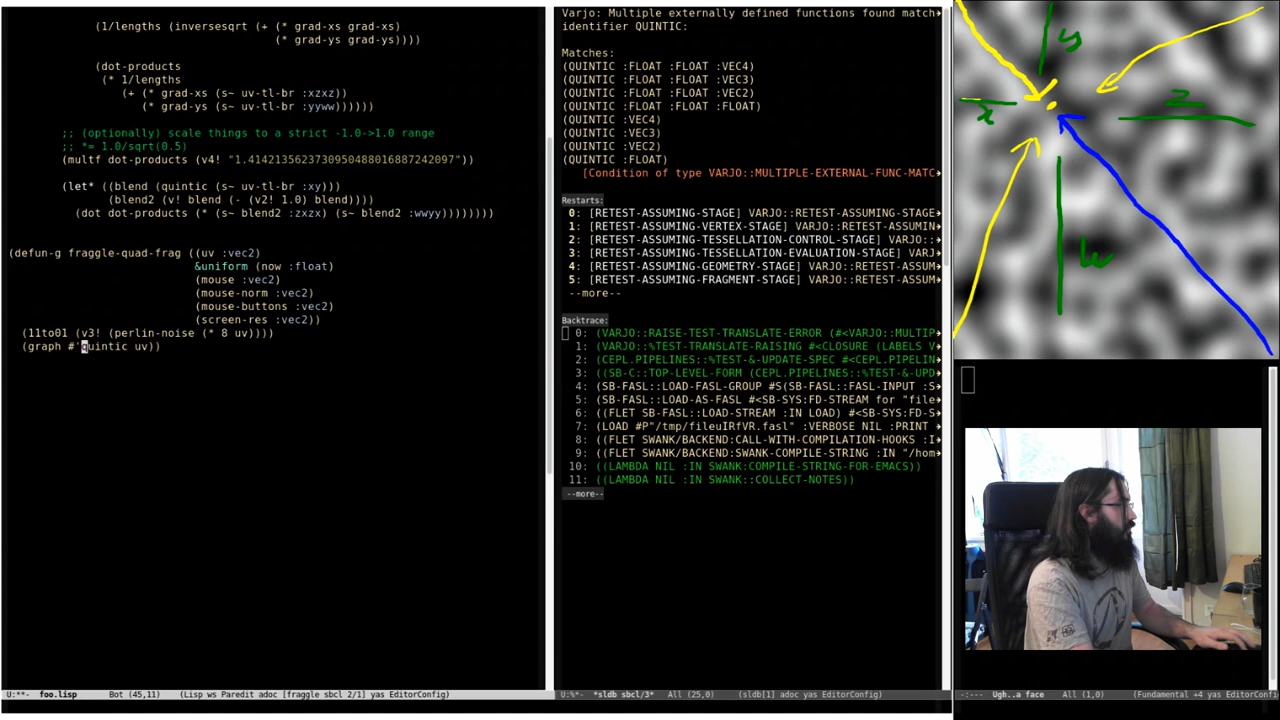 (1/lengths (inversesqrt (+ (* grad-xs grad-xs)
(* grad-ys grad-ys))))
(dot-products
(* 1/lengths
(+ (* grad-xs (s~ uv-tl-br :xzxz))
(* grad-ys (s~ uv-tl-br :yyww))))))
;; (optionally) scale things to a strict -1.0->1.0 range
;; *= 1.0/sqrt(0.5)
(multf dot-products (v4! "1.4142135623730950488016887242097"))
(let* ((blend (quintic (s~ uv-tl-br :xy)))
(blend2 (v! blend (- (v2! 1.0) blend))))
(dot dot-products (* (s~ blend2 :zxzx) (s~ blend2 :wwyy))))))))
(defun-g fraggle-quad-frag ((uv :vec2)
&uniform (now :float)
(mouse :vec2)
(mouse-norm :vec2)
(mouse-buttons :vec2)
(screen-res :vec2))
(11to01 (v3! (perlin-noise (* 8 uv))))
(graph #'quintic uv))
U:**- foo.lisp Bot (45,11) (Lisp ws Paredit adoc [fraggle sbcl 2/1] yas EditorConfig)
Varjo: Multiple externally defined functions found match
identifier QUINTIC:
Matches:
(QUINTIC :FLOAT :FLOAT :VEC4)
(QUINTIC :FLOAT :FLOAT :VEC3)
(QUINTIC :FLOAT :FLOAT :VEC2)
(QUINTIC :FLOAT :FLOAT :FLOAT)
(QUINTIC :VEC4)
(QUINTIC :VEC3)
(QUINTIC :VEC2)
(QUINTIC :FLOAT)
[Condition of type VARJO::MULTIPLE-EXTERNAL-FUNC-MATC
Restarts:
0: [RETEST-ASSUMING-STAGE] VARJO::RETEST-ASSUMING-STAGE
1: [RETEST-ASSUMING-VERTEX-STAGE] VARJO::RETEST-ASSUMIN
2: [RETEST-ASSUMING-TESSELLATION-CONTROL-STAGE] VARJO::
3: [RETEST-ASSUMING-TESSELLATION-EVALUATION-STAGE] VARJ
4: [RETEST-ASSUMING-GEOMETRY-STAGE] VARJO::RETEST-ASSUM
5: [RETEST-ASSUMING-FRAGMENT-STAGE] VARJO::RETEST-ASSUM
--more--
Backtrace:
0: (VARJO::RAISE-TEST-TRANSLATE-ERROR (#<VARJO::MULTIP
1: (VARJO::%TEST-TRANSLATE-RAISING #<CLOSURE (LABELS V
2: (CEPL.PIPELINES::%TEST-&-UPDATE-SPEC #<CEPL.PIPELIN
3: ((SB-C::TOP-LEVEL-FORM (CEPL.PIPELINES::%TEST-&-UPD
4: (SB-FASL::LOAD-FASL-GROUP #S(SB-FASL::FASL-INPUT :S
5: (SB-FASL::LOAD-AS-FASL #<SB-SYS:FD-STREAM for "file
6: ((FLET SB-FASL::LOAD-STREAM :IN LOAD) #<SB-SYS:FD-S
7: (LOAD #P"/tmp/fileuIRfVR.fasl" :VERBOSE NIL :PRINT
8: ((FLET SWANK/BACKEND:CALL-WITH-COMPILATION-HOOKS :I
9: ((FLET SWANK/BACKEND:SWANK-COMPILE-STRING :IN "/hom
10: ((LAMBDA NIL :IN SWANK:COMPILE-STRING-FOR-EMACS))
11: ((LAMBDA NIL :IN SWANK::COLLECT-NOTES))
--more--
U:%*- *sldb sbcl/3* All (25,0) (sldb[1] adoc yas EditorConfig)
y
x
z
w
-:--- Ugh..a face All (1,0) (Fundamental +4 yas EditorConfi